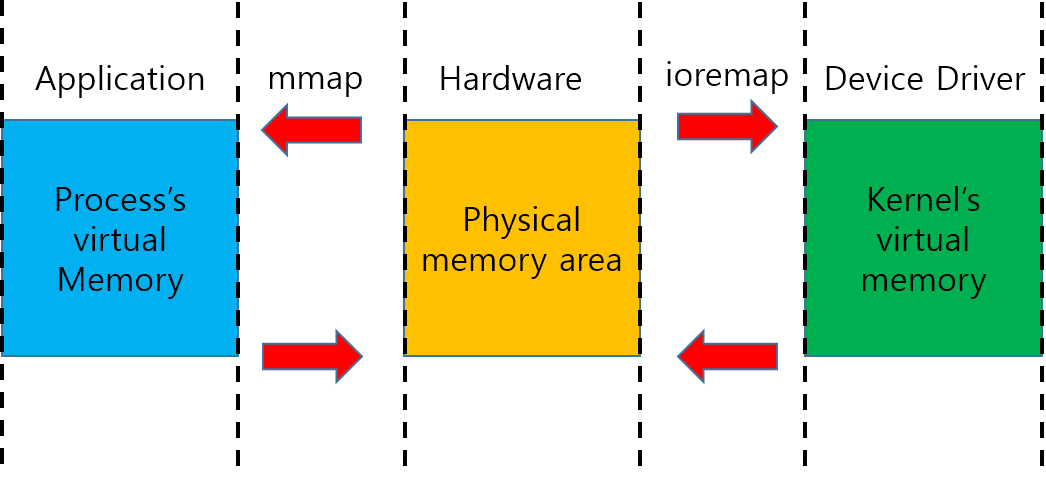 Application
mmap
Hardware
ioremap
Device Driver
Process‘s
virtual
Memory
Physical
memory area
Kernel’s
virtual
memory